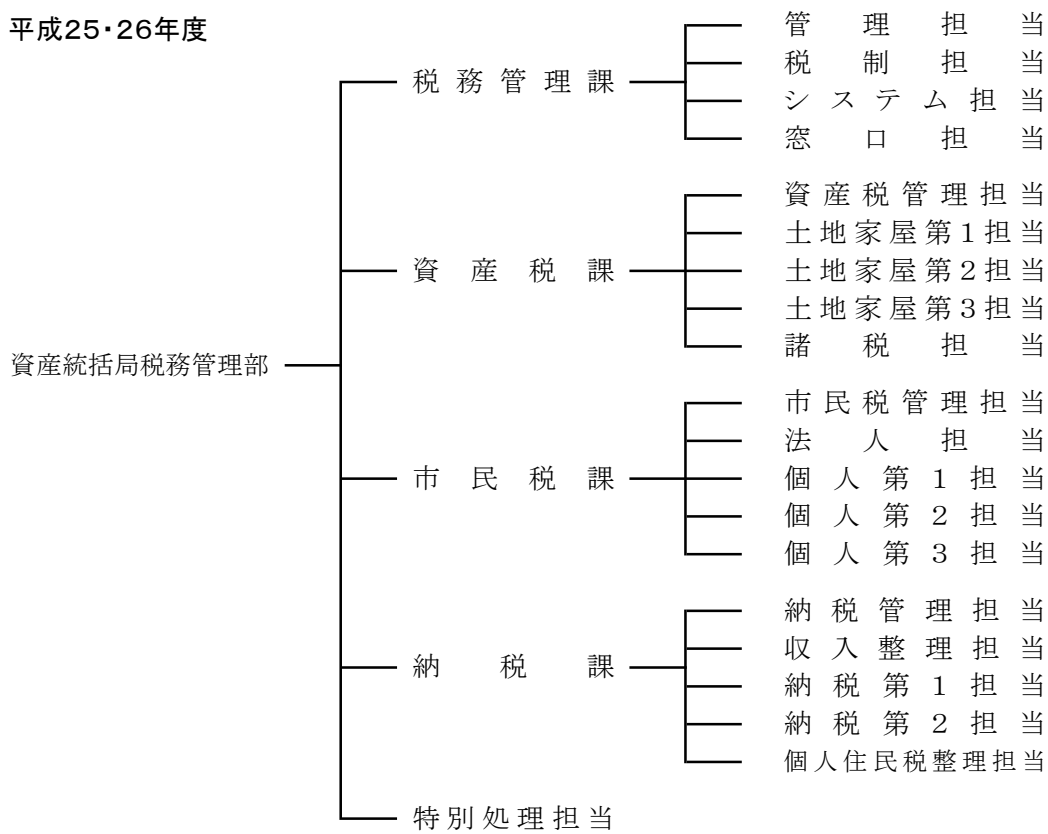 平成25・26年度
資産統括局税務管理部
税務管理課
管理担当
税制担当
システム担当
窓口担当
資産税課
資産税管理担当
土地家屋第1担当
土地家屋第2担当
土地家屋第3担当
諸税担当
市民税課
市民税管理担当
法人担当
個人第1担当
個人第2担当
個人第3担当
納税課
納税管理担当
収入整理担当
納税第1担当
納税第2担当
個人住民税整理担当
特別処理担当